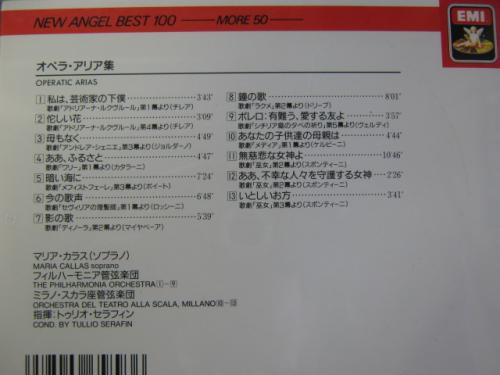 NEW ANGEL BEST 100 ——— MORE 50 ———
EMI
オペラ・アリア集
OPERATIC ARIAS
1 私は、芸術家の下僕 3'43"
歌劇「アドリアーナ・ルクヴルール」第1幕より(チレア)
2 佗しい花 3'09"
歌劇「アドリアーナ・ルクヴルール」第4幕より(チレア)
3 母もなく 4'49"
歌劇「アンドレア・シェニエ」第3幕より(ジョルダーノ)
4 ああ、ふるさと 4'47"
歌劇「ワリー」第1幕より(カタラーニ)
5 暗い海に 7'24"
歌劇「メフィストフェーレ」第3幕より(ボイート)
6 今の歌声 6'48"
歌劇「セヴィリアの理髪師」第1幕より(ロッシーニ)
7 影の歌 5'39"
歌劇「ディノーラ」第2幕より(マイヤベーア)
8 鐘の歌 8'01"
歌劇「ラクメ」第2幕より(ドリーブ)
9 ボレロ:有難う、愛する友よ 3'57"
歌劇「シチリア島の夕べの祈り」第5幕より(ヴェルディ)
10 あなたの子供たちの母親は 4'44"
歌劇「メディア」第1幕より(ケルビーニ)
11 無慈悲な女神よ 10'46"
歌劇「巫女」第2幕より(スポンティーニ)
12 ああ、不幸な人々を守護する女神 2'26"
歌劇「巫女」第2幕より(スポンティーニ)
13 いとしいお方 3'41"
歌劇「巫女」第3幕より(スポンティーニ)
マリア・カラス(ソプラノ)
MARIA CALLAS soprano
フィルハーモニア管弦楽団
THE PHILHARMONIA ORCHESTRA 1–9
ミラノ・スカラ座管弦楽団
ORCHESTRA DEL TEATRO ALLA SCALA, MILLANO 10–13
指揮:トゥリオ・セラフィン
COND. BY TULLIO SERAFIN